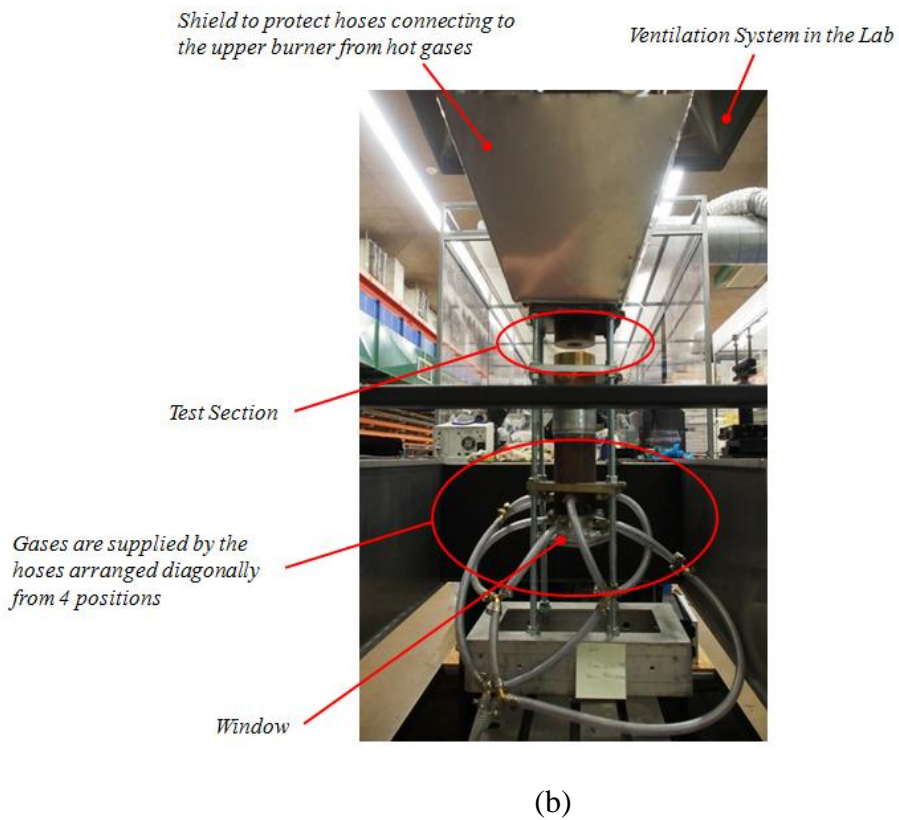 Shield to protect hoses connecting to
the upper burner from hot gases
Ventilation System in the Lab
Test Section
Gases are supplied by the
hoses arranged diagonally
from 4 positions
Window
(b)